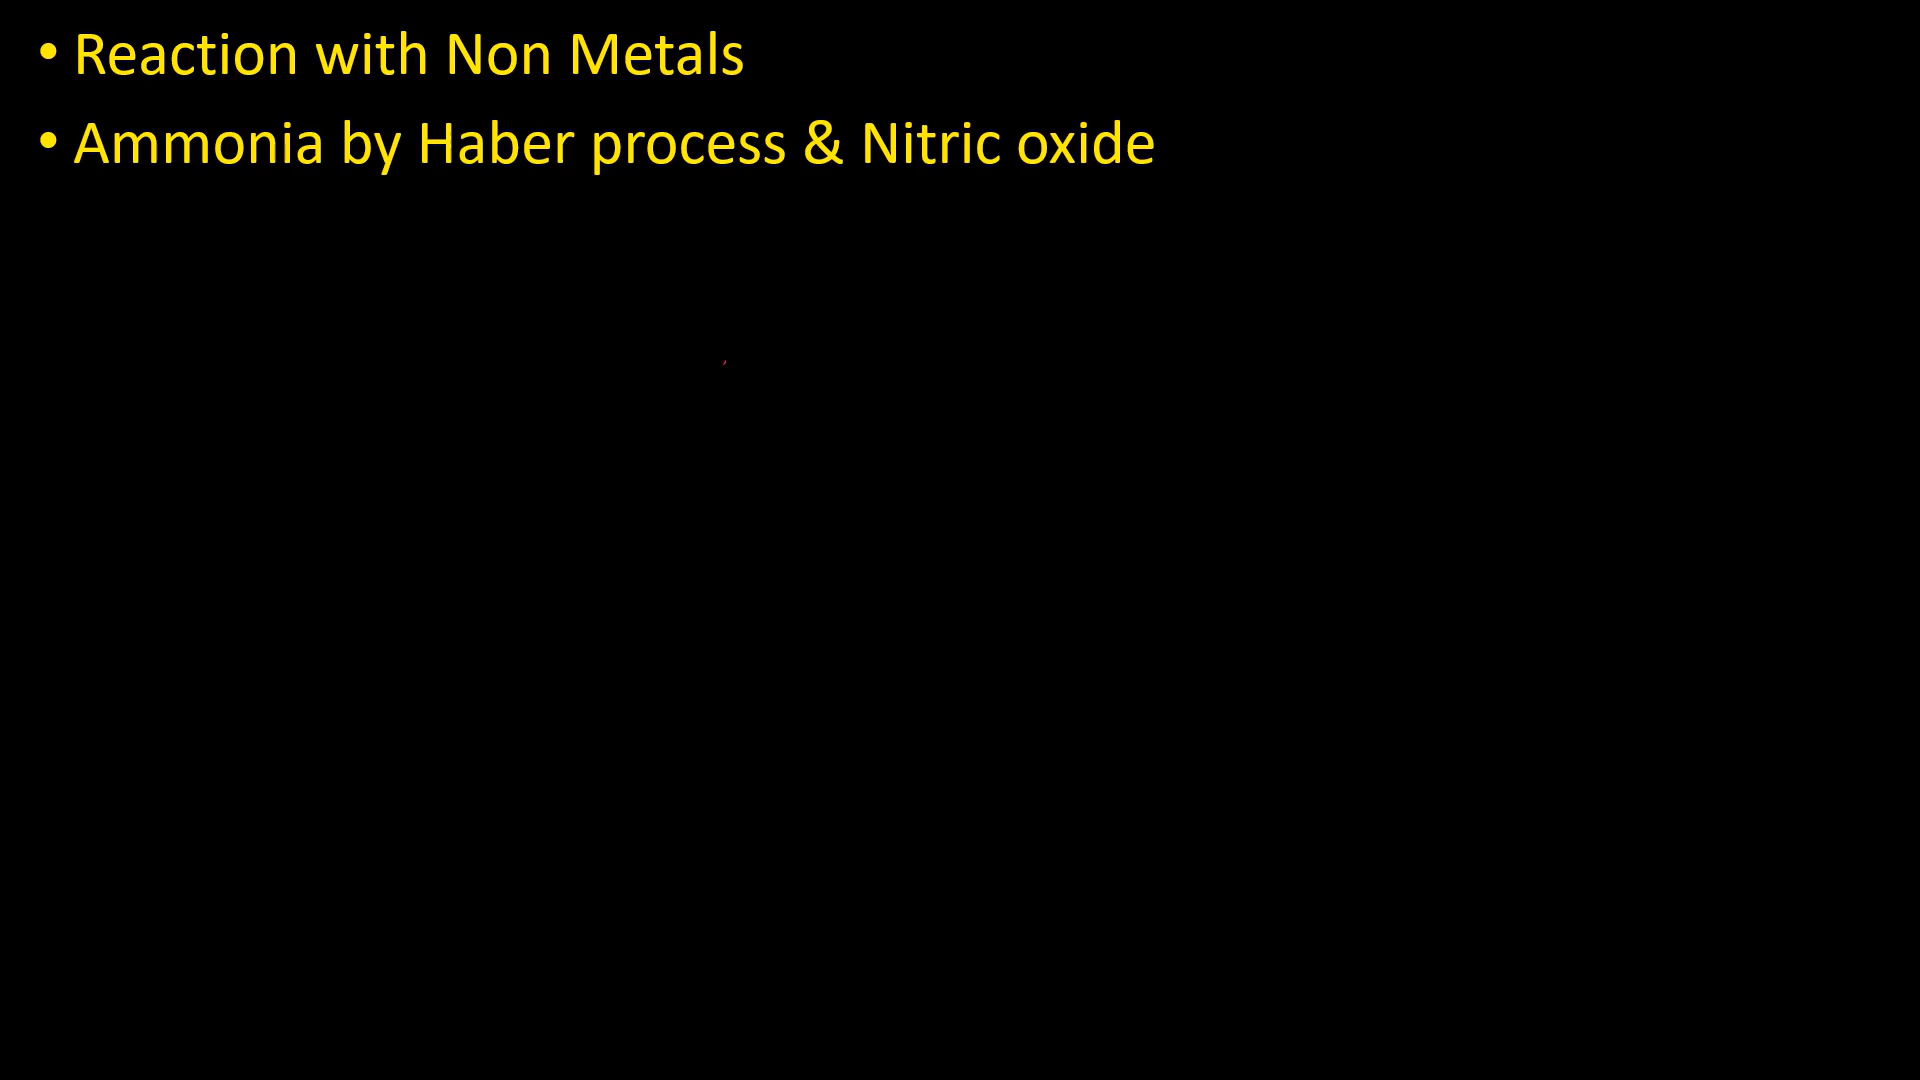 • Reaction with Non Metals
• Ammonia by Haber process & Nitric oxide